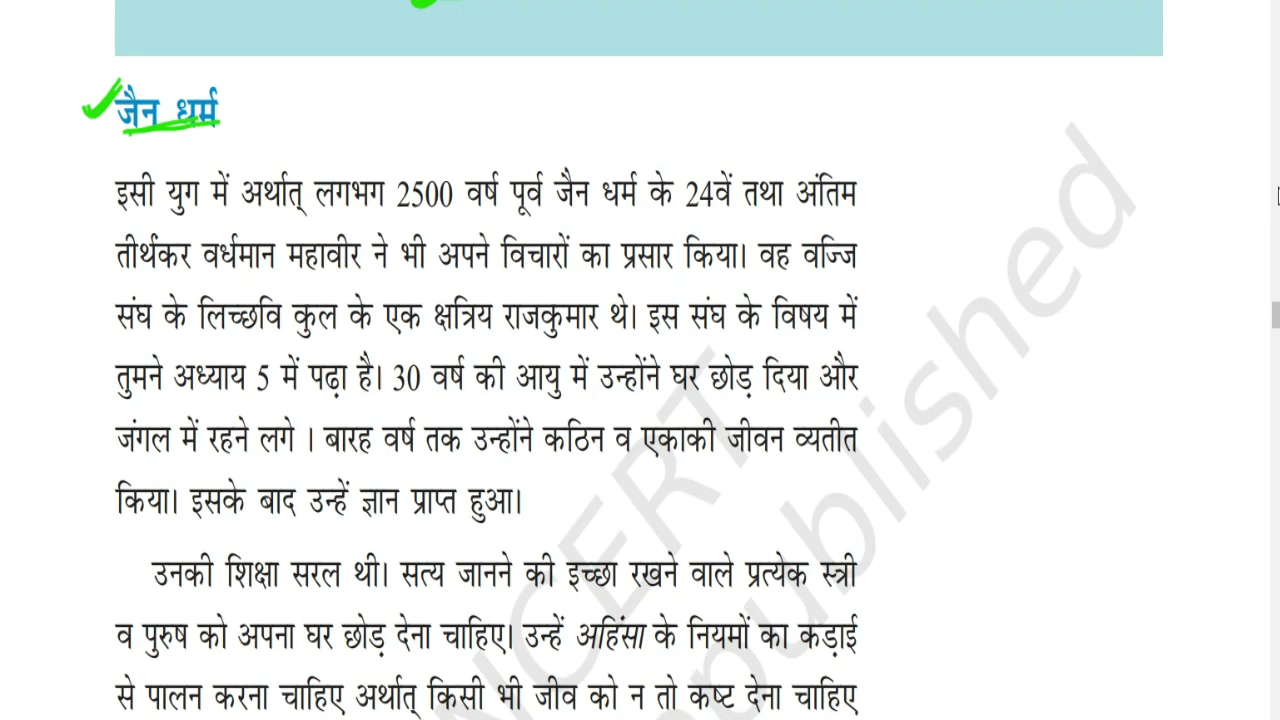 जैन धर्म
इसी युग में अर्थात् लगभग 2500 वर्ष पूर्व जैन धर्म के 24वें तथा अंतिम
तीर्थंकर वर्धमान महावीर ने भी अपने विचारों का प्रसार किया। वह वज्जि
संघ के लिच्छवि कुल के एक क्षत्रिय राजकुमार थे। इस संघ के विषय में
तुमने अध्याय 5 में पढ़ा है। 30 वर्ष की आयु में उन्होंने घर छोड़ दिया और
जंगल में रहने लगे । बारह वर्ष तक उन्होंने कठिन व एकाकी जीवन व्यतीत
किया। इसके बाद उन्हें ज्ञान प्राप्त हुआ।
उनकी शिक्षा सरल थी। सत्य जानने की इच्छा रखने वाले प्रत्येक स्त्री
व पुरुष को अपना घर छोड़ देना चाहिए। उन्हें अहिंसा के नियमों का कड़ाई
से पालन करना चाहिए अर्थात् किसी भी जीव को न तो कष्ट देना चाहिए
NCERT
republished